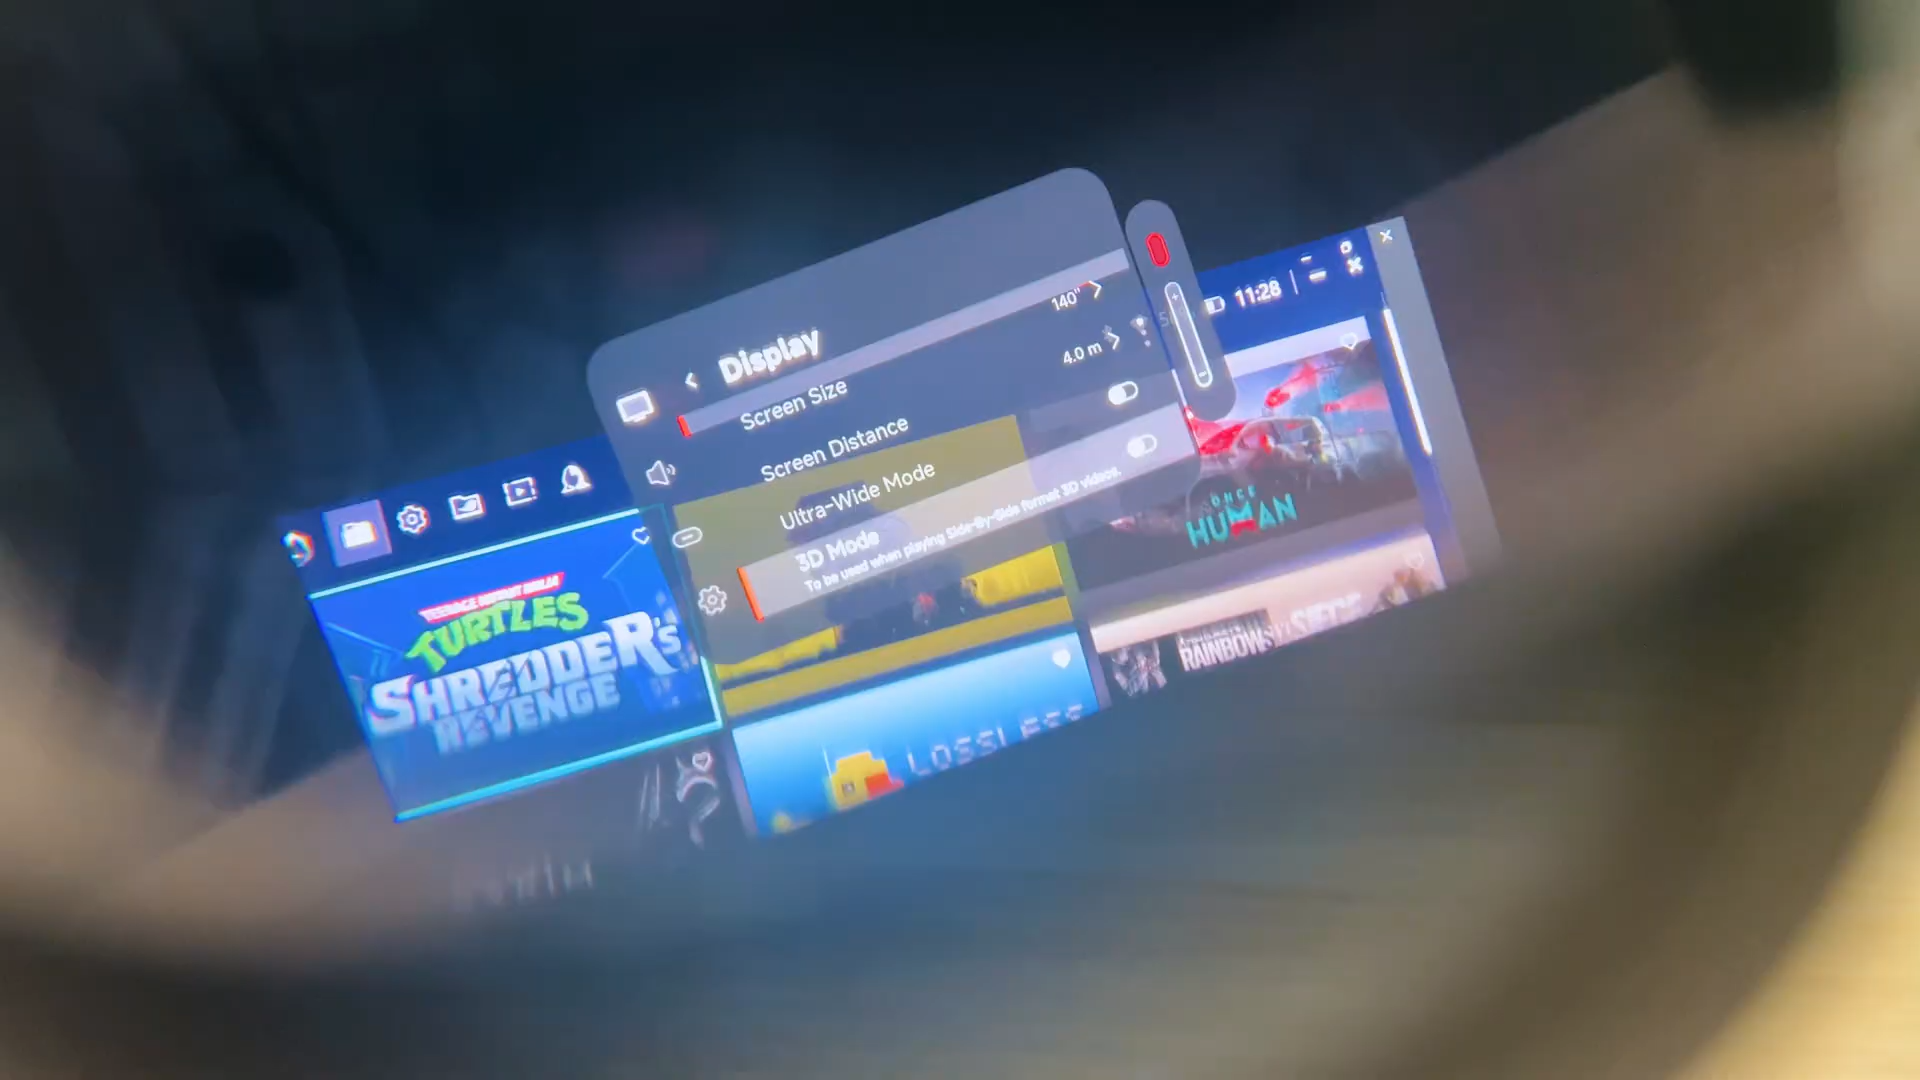 Display
Screen Size
140"
Screen Distance
4.0 m
Ultra-Wide Mode
3D Mode
To be used when playing Side-By-Side format 3D videos.
11:28
TEENAGE MUTANT NINJA
TURTLES
SHREDDER'S
REVENGE
ONCE
HUMAN
LOSSLESS
RAINBOW SIX SIEGE